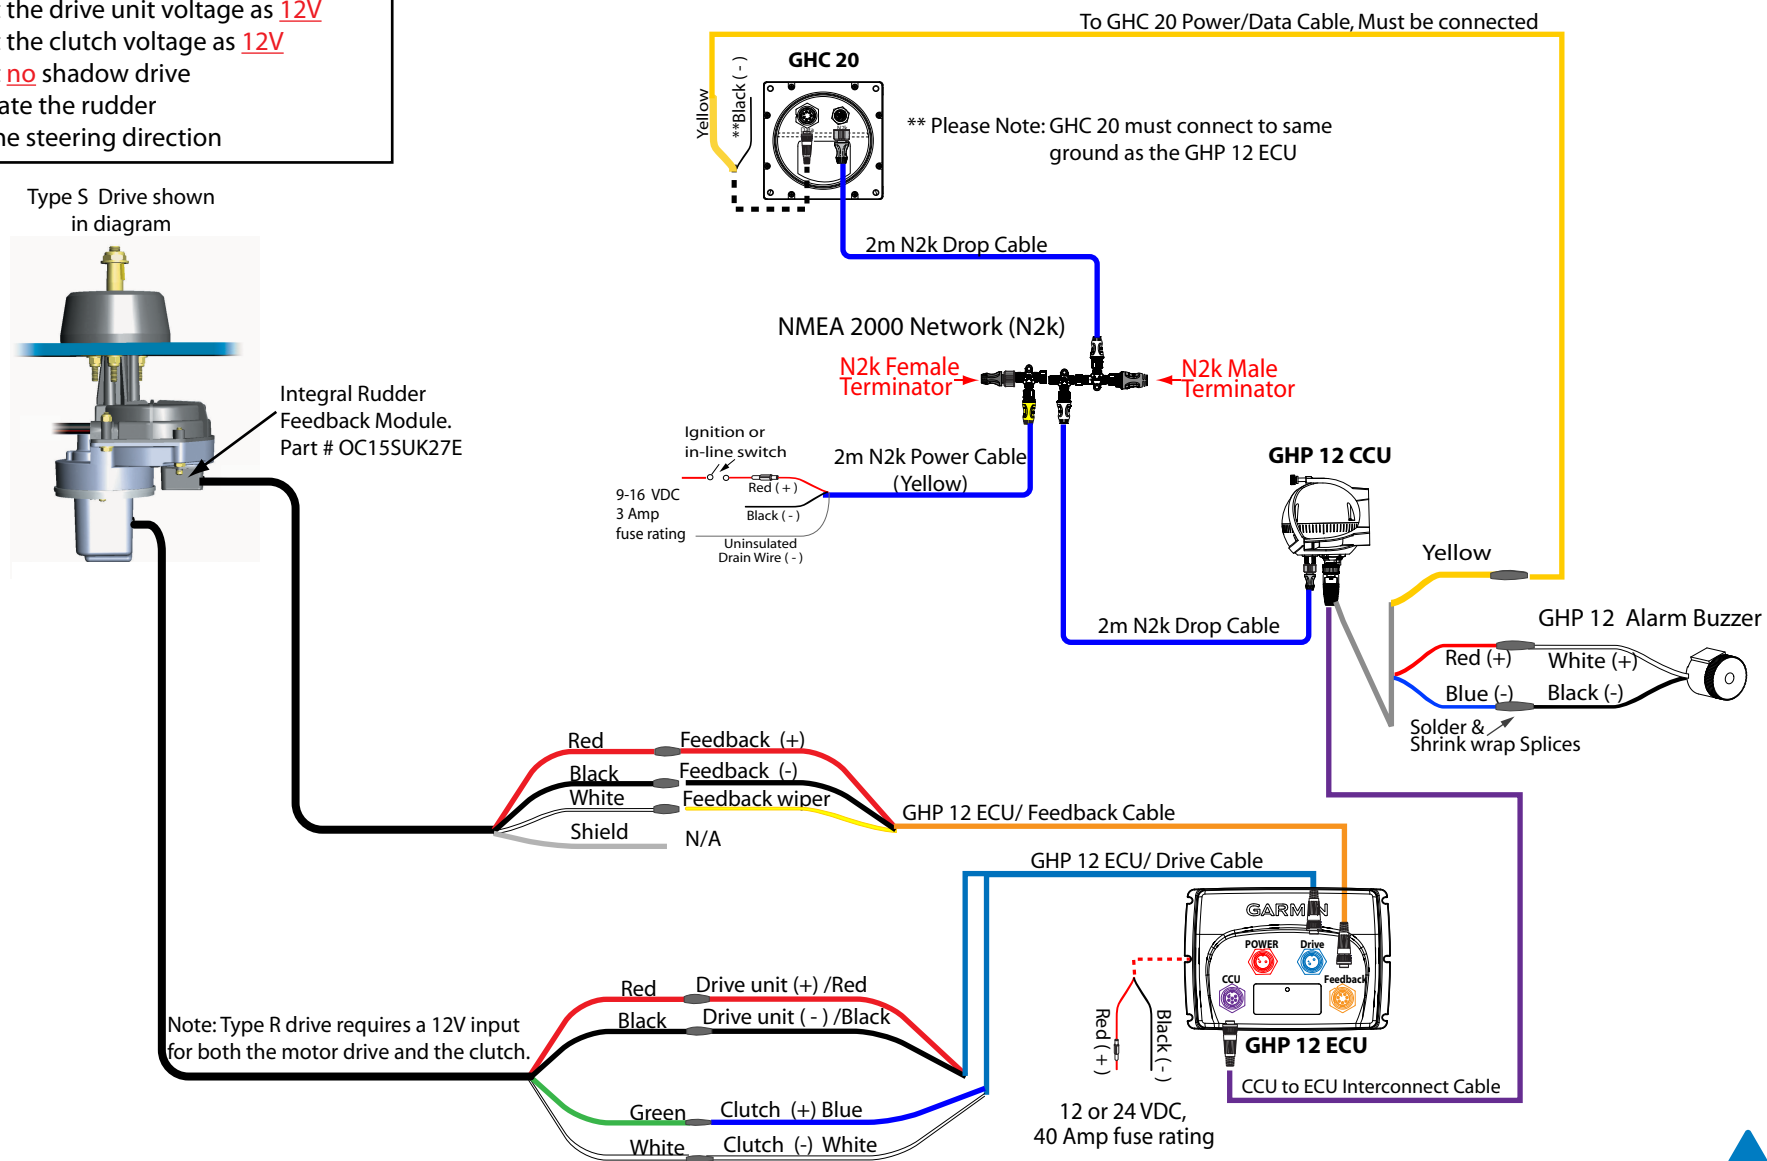 the drive unit voltage as 12V
the clutch voltage as 12V
no shadow drive
ate the rudder
he steering direction
Type S Drive shown
in diagram
Integral Rudder
Feedback Module.
Part # OC15SUK27E
To GHC 20 Power/Data Cable, Must be connected
GHC 20
Yellow
**Black ( - )
** Please Note: GHC 20 must connect to same
ground as the GHP 12 ECU
2m N2k Drop Cable
NMEA 2000 Network (N2k)
N2k Female
Terminator
N2k Male
Terminator
Ignition or
in-line switch
2m N2k Power Cable
(Yellow)
Red ( + )
9-16 VDC
3 Amp
fuse rating
Black ( - )
Uninsulated
Drain Wire ( - )
GHP 12 CCU
Yellow
2m N2k Drop Cable
GHP 12 Alarm Buzzer
Red (+)
White (+)
Blue (-)
Black (-)
Solder &
Shrink wrap Splices
Red
Feedback (+)
Black
Feedback (-)
White
Feedback wiper
Shield
N/A
GHP 12 ECU/ Feedback Cable
GHP 12 ECU/ Drive Cable
GARMIN
POWER
Drive
CCU
Feedback
GHP 12 ECU
Red ( + )
Black ( - )
12 or 24 VDC,
40 Amp fuse rating
CCU to ECU Interconnect Cable
Note: Type R drive requires a 12V input
for both the motor drive and the clutch.
Red
Drive unit (+) /Red
Black
Drive unit ( - ) /Black
Green
Clutch (+) Blue
White
Clutch (-) White